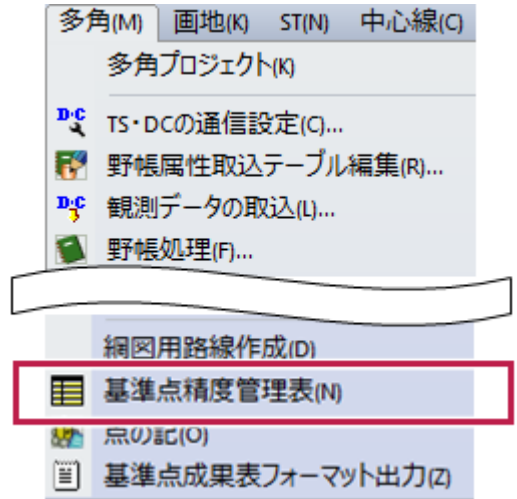 多角(M) 画地(K) ST(N) 中心線(C)
多角プロジェクト(K)
TS・DCの通信設定(C)...
野帳属性取込テーブル編集(R)...
観測データの取込(L)...
野帳処理(F)...
網図用路線作成(D)
基準点精度管理表(N)
点の記(O)
基準点成果表フォーマット出力(Z)